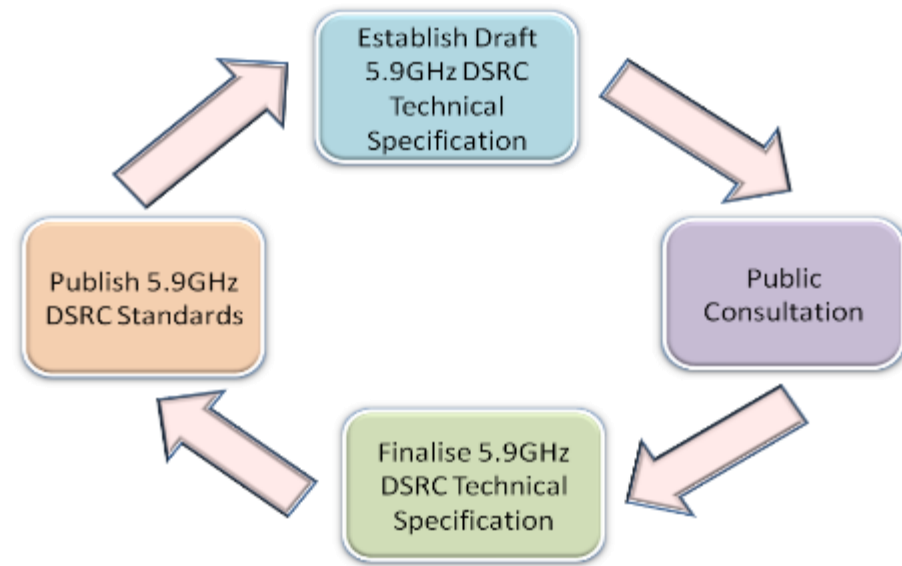 Establish Draft
5.9GHz DSRC
Technical
Specification
Public
Consultation
Finalise 5.9GHz
DSRC Technical
Specification
Publish 5.9GHz
DSRC Standards